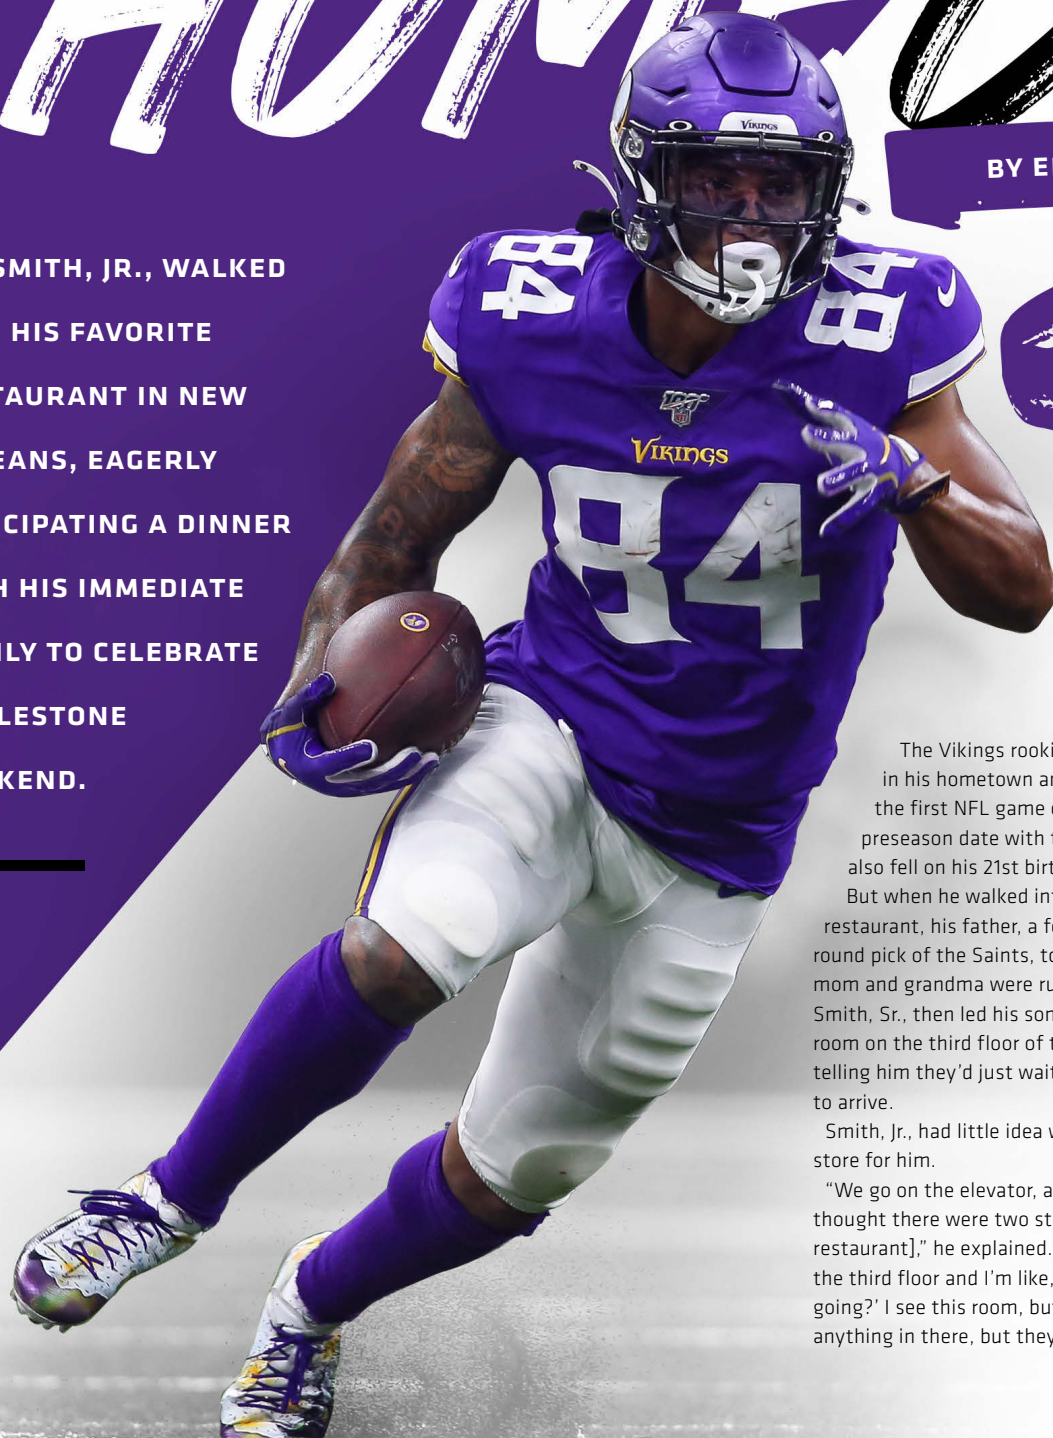 HOME
BY E
SMITH, JR., WALKED
HIS FAVORITE
TAURANT IN NEW
EANS, EAGERLY
CIPATING A DINNER
H HIS IMMEDIATE
ILY TO CELEBRATE
LESTONE
KEND.
VIKINGS
84
84
VIKINGS
84
The Vikings rooki
in his hometown a
the first NFL game
preseason date with t
also fell on his 21st birt
But when he walked in
restaurant, his father, a f
round pick of the Saints, to
mom and grandma were ru
Smith, Sr., then led his son
room on the third floor of t
telling him they'd just wait
to arrive.
Smith, Jr., had little idea w
store for him.
“We go on the elevator, a
thought there were two st
restaurant],” he explained.
the third floor and I'm like,
going?’ I see this room, bu
anything in there, but they